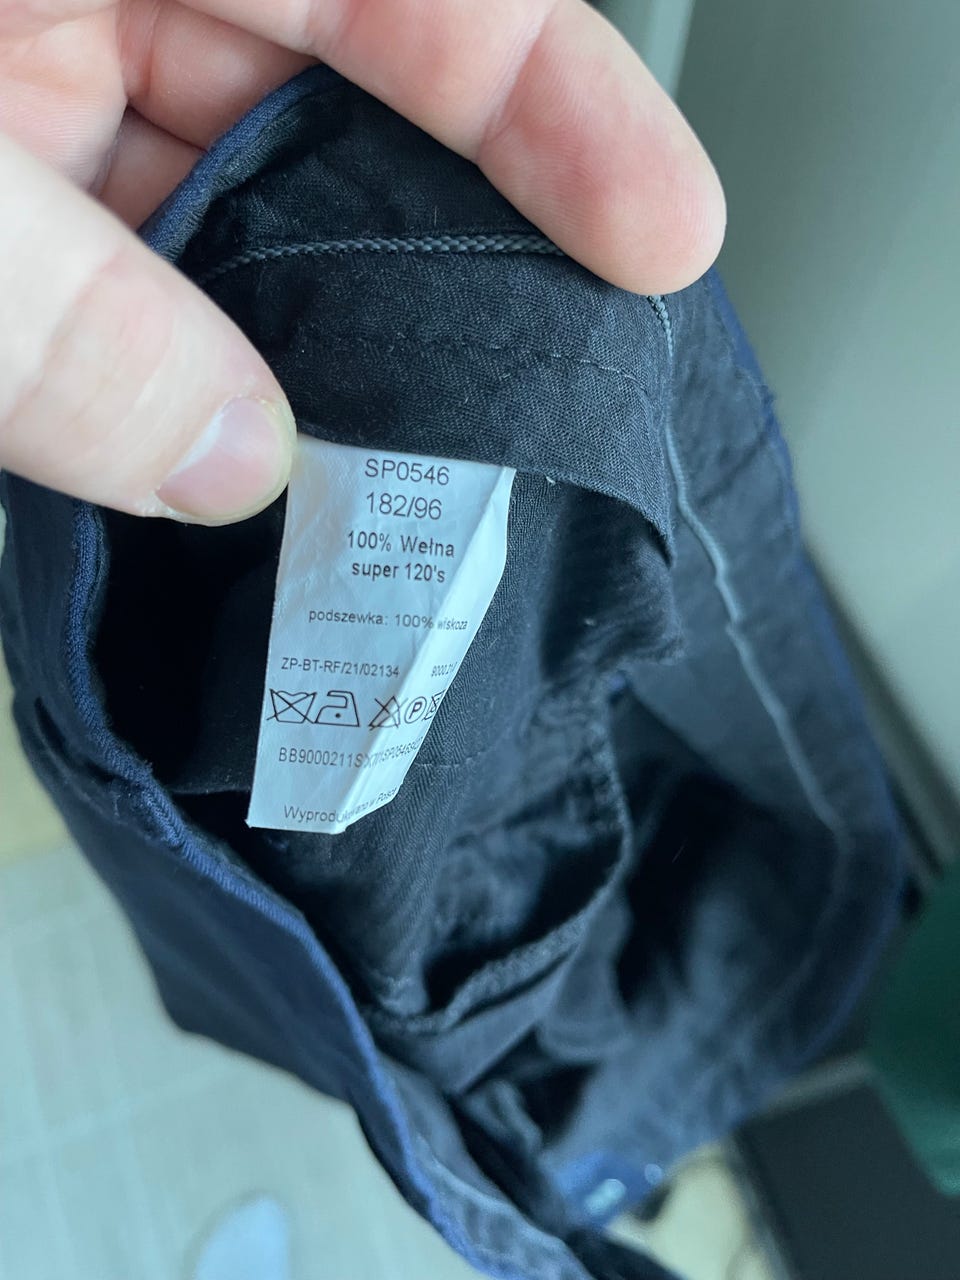 SP0546
182/96
100% Wełna
super 120's
podszewka: 100% wiskoza
ZP-BT-RF/21/02134
P